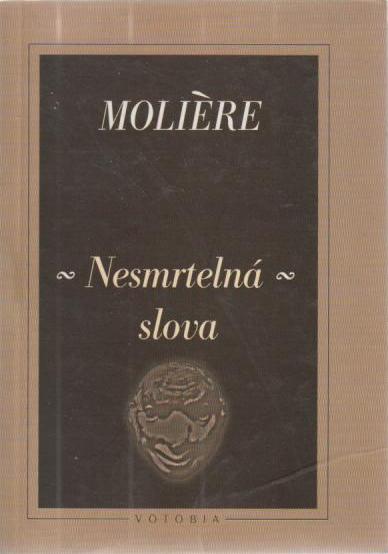 MOLIÈRE
~ Nesmrtelná ~
slova
VOTOBIA